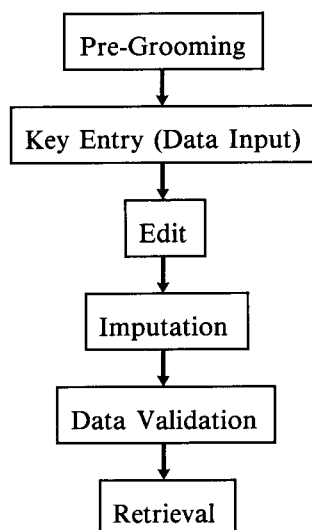 Pre-Grooming
Key Entry (Data Input)
Edit
Imputation
Data Validation
Retrieval